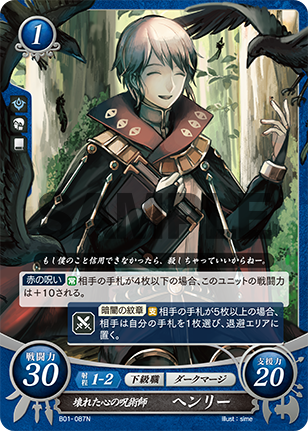 1
SAMPLE
もし僕のこと信用できなかったら、殺しちゃっていいからねー。
赤の呪い 常 相手の手札が4枚以下の場合、このユニットの戦闘力
は+10される。
暗闇の紋章 支 相手の手札が5枚以上の場合、
相手は自分の手札を1枚選び、退避エリアに
置く。
戦闘力
30
射程 1-2 下級職 ダークマージ
支援力
20
壊れた心の呪術師 ヘンリー
B01-087N
Illust : sime